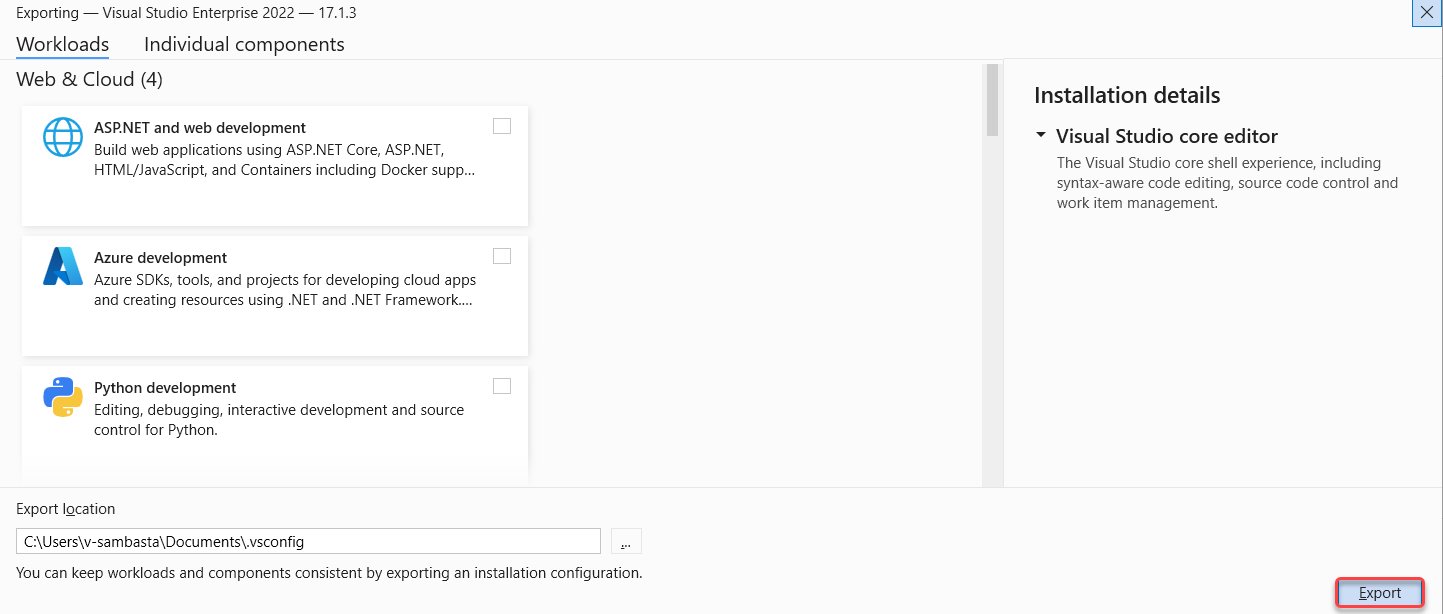 Exporting — Visual Studio Enterprise 2022 — 17.1.3
Workloads Individual components
Web & Cloud (4)
ASP.NET and web development
Build web applications using ASP.NET Core, ASP.NET,
HTML/JavaScript, and Containers including Docker supp...
Azure development
Azure SDKs, tools, and projects for developing cloud apps
and creating resources using .NET and .NET Framework....
Python development
Editing, debugging, interactive development and source
control for Python.
Installation details
Visual Studio core editor
The Visual Studio core shell experience, including
syntax-aware code editing, source code control and
work item management.
Export location
C:\Users\v-sambasta\Documents\.vsconfig
...
You can keep workloads and components consistent by exporting an installation configuration.
Export